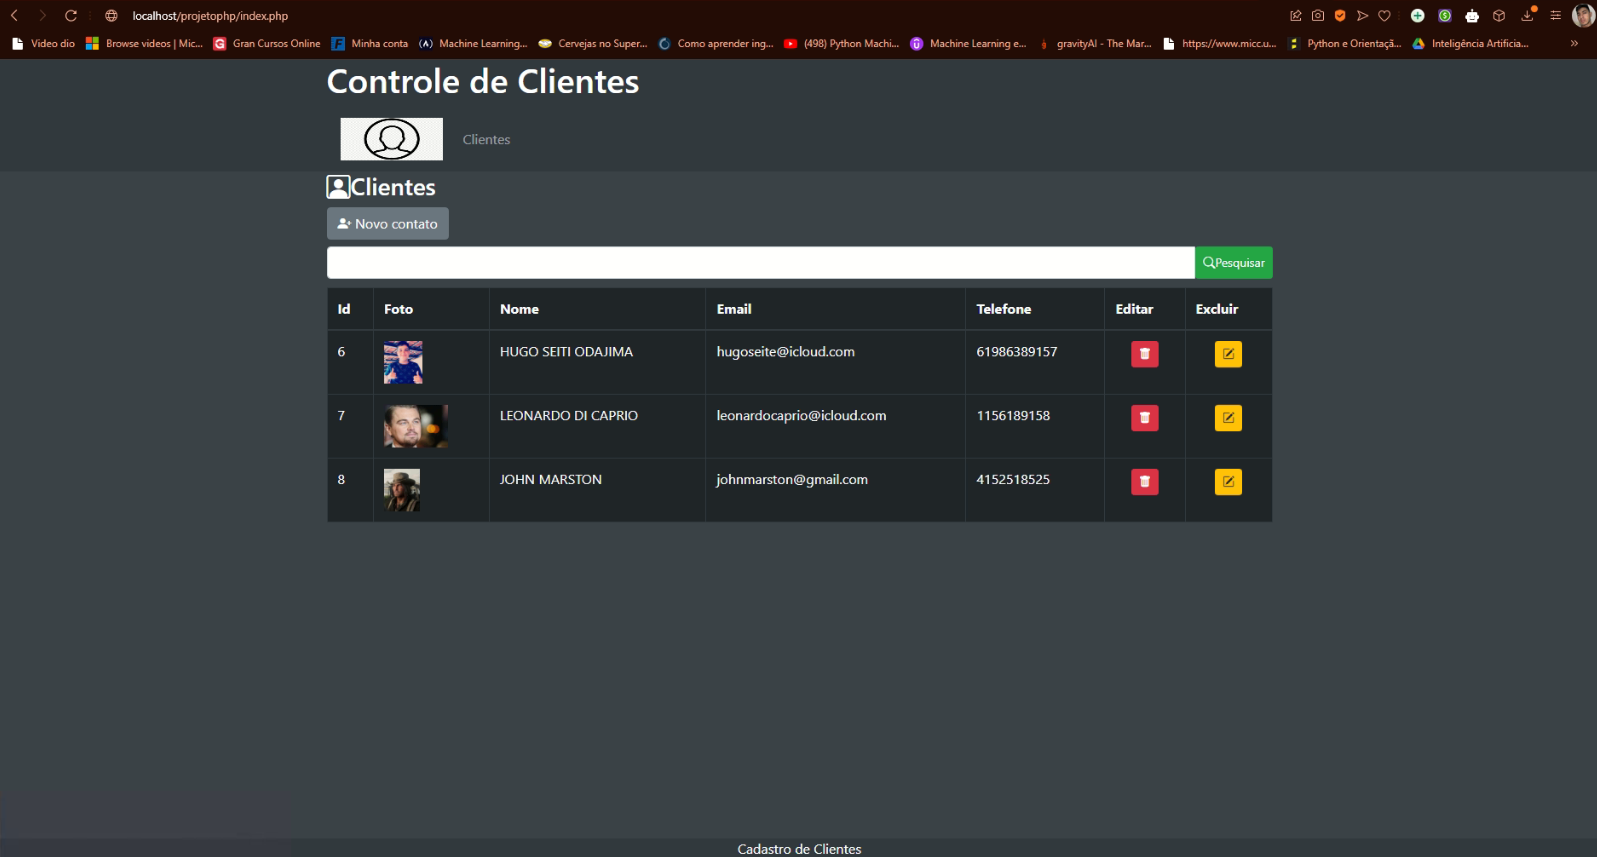 localhost/projetophp/index.php
Video dio Browse videos | Mic... Gran Cursos Online Minha conta Machine Learning... Cervejas no Super... Como aprender ing... (498) Python Machi... Machine Learning e... gravityAI - The Mar... https://www.micc.u... Python e Orientaçã... Inteligência Artificia... »
Controle de Clientes
Clientes
Clientes
Novo contato
Pesquisar
Id Foto Nome Email Telefone Editar Excluir
6 HUGO SEITI ODAJIMA hugoseite@icloud.com 61986389157
7 LEONARDO DI CAPRIO leonardocaprio@icloud.com 1156189158
8 JOHN MARSTON johnmarston@gmail.com 4152518525
Cadastro de Clientes